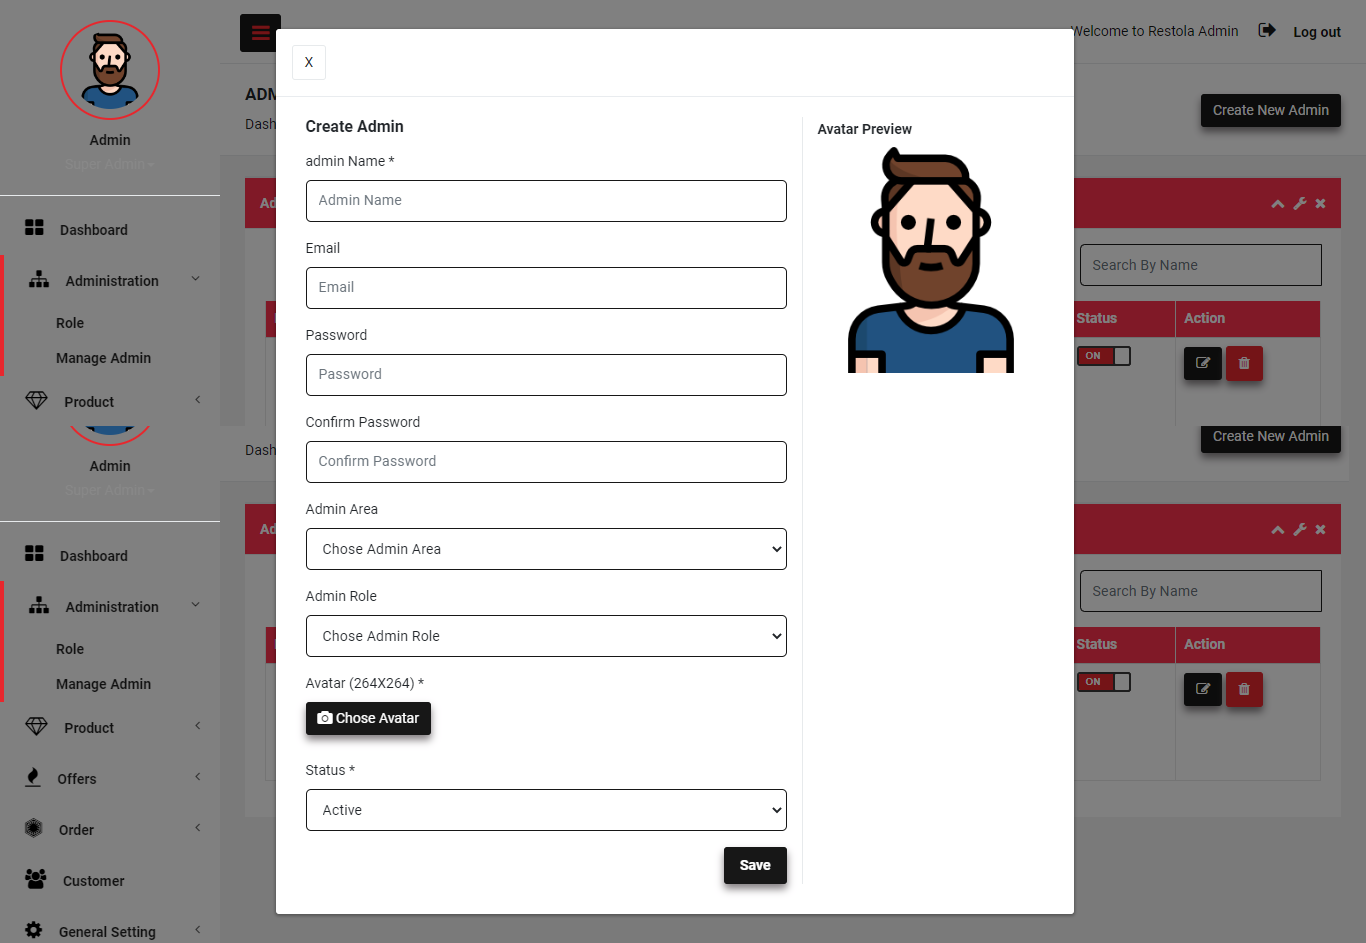 Welcome to Restola Admin
Log out
X
ADM
Create New Admin
Dash
Admin
Super Admin
Dashboard
Administration
Role
Manage Admin
Product
Admin
Super Admin
Dashboard
Administration
Role
Manage Admin
Product
Offers
Order
Customer
General Setting
Create Admin
admin Name *
Admin Name
Email
Email
Password
Password
Confirm Password
Confirm Password
Admin Area
Chose Admin Area
Admin Role
Chose Admin Role
Avatar (264X264) *
Chose Avatar
Status *
Active
Save
Avatar Preview
Ad
Search By Name
Status Action
ON
Dash
Create New Admin
Ad
Search By Name
Status Action
ON